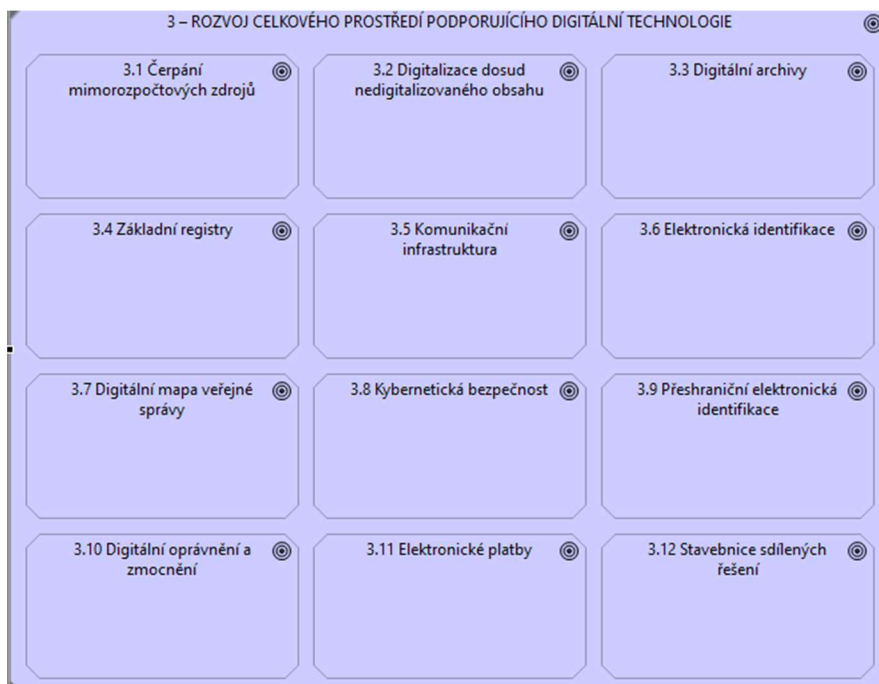 3 – ROZVOJ CELKOVÉHO PROSTŘEDÍ PODPORUJÍCÍHO DIGITÁLNÍ TECHNOLOGIE
3.1 Čerpání
mimorozpočtových zdrojů
3.2 Digitalizace dosud
nedigitalizovaného obsahu
3.3 Digitální archivy
3.4 Základní registry
3.5 Komunikační
infrastruktura
3.6 Elektronická identifikace
3.7 Digitální mapa veřejné
správy
3.8 Kybernetická bezpečnost
3.9 Přeshraniční elektronická
identifikace
3.10 Digitální oprávnění a
zmocnění
3.11 Elektronické platby
3.12 Stavebnice sdílených
řešení